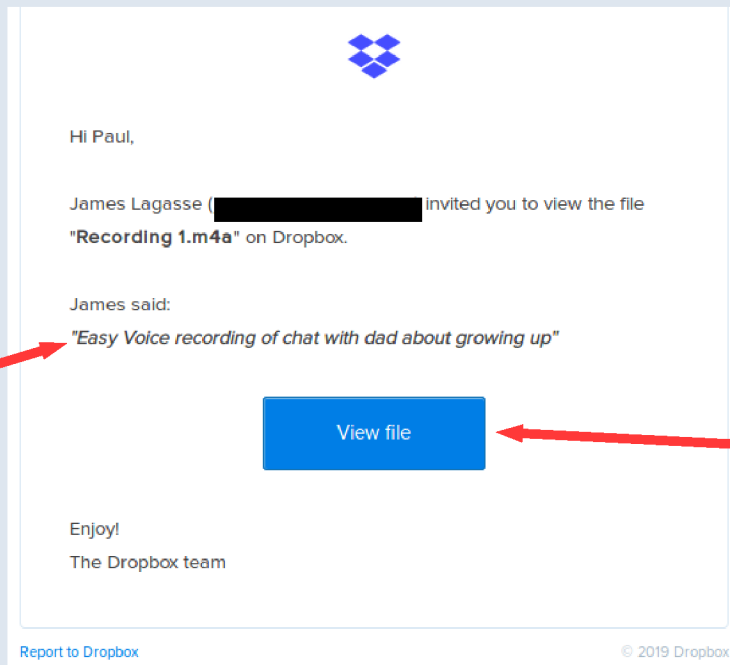 Hi Paul,
James Lagasse ( invited you to view the file
"Recording 1.m4a" on Dropbox.
James said:
"Easy Voice recording of chat with dad about growing up"
View file
Enjoy!
The Dropbox team
Report to Dropbox
© 2019 Dropbox